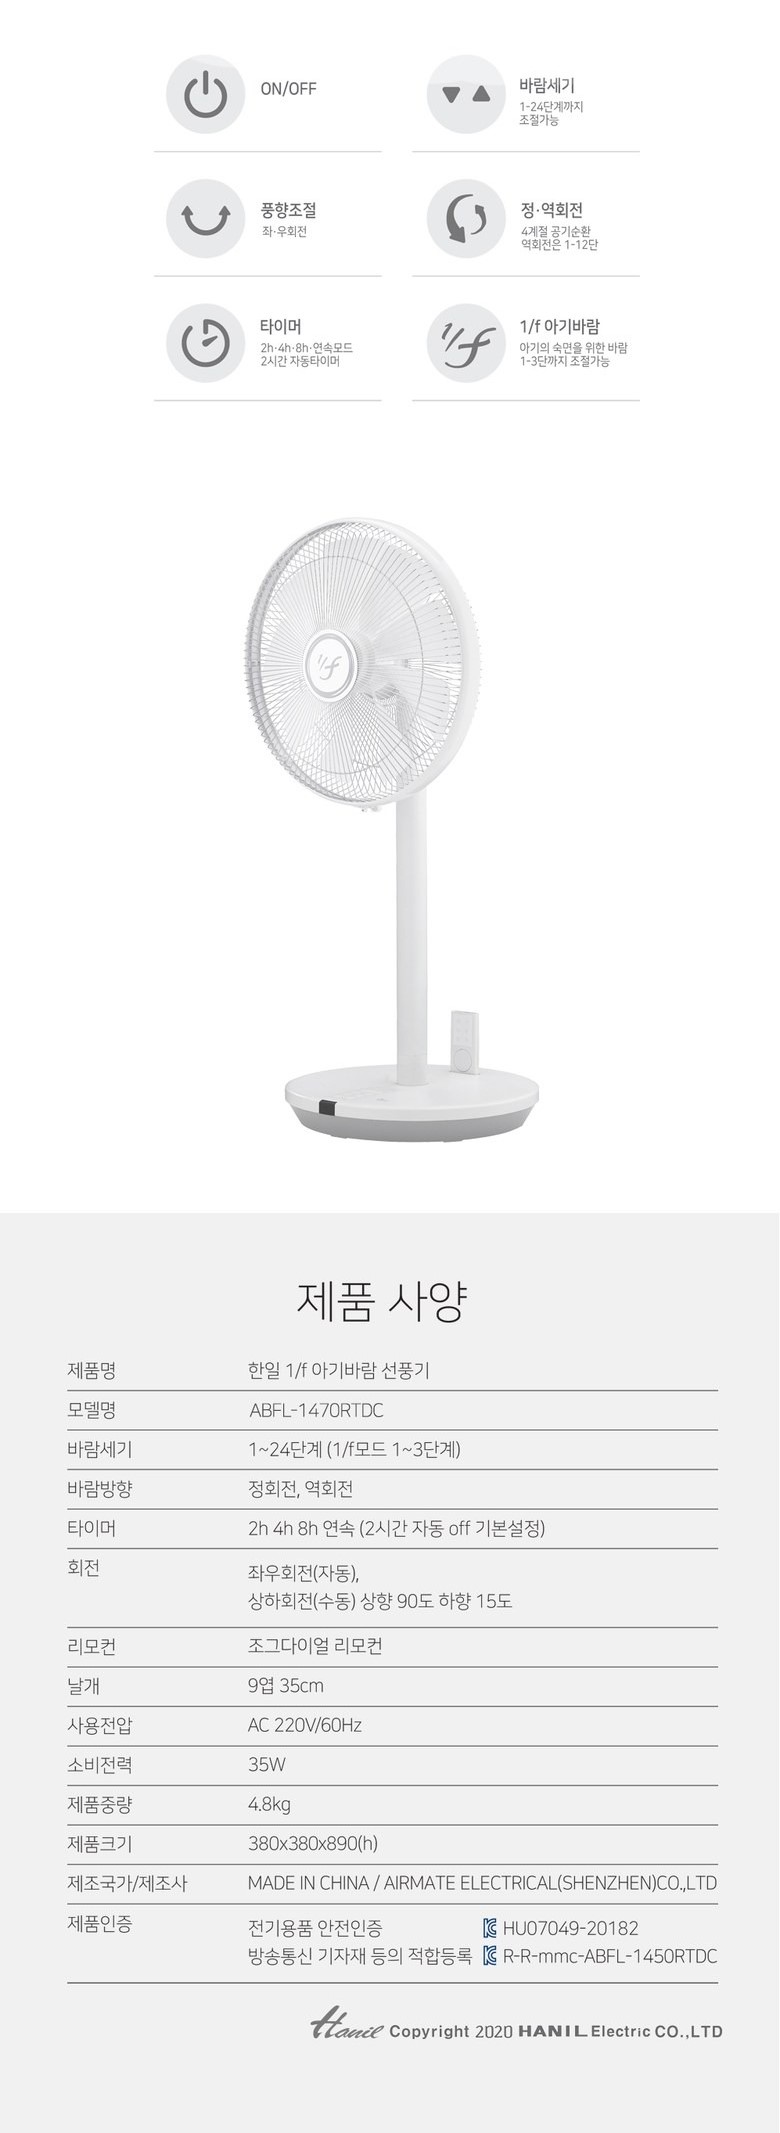 ON/OFF
바람세기
1-24단계까지
조절가능
풍향조절
좌·우회전
정·역회전
4계절 공기순환
역회전은 1-12단
타이머
2h·4h·8h·연속모드
2시간 자동타이머
1/f 아기바람
아기의 숙면을 위한 바람
1-3단까지 조절가능
1/f
1/f
제품 사양
제품명 한일 1/f 아기바람 선풍기
모델명 ABFL-1470RTDC
바람세기 1~24단계 (1/f모드 1~3단계)
바람방향 정회전, 역회전
타이머 2h 4h 8h 연속 (2시간 자동 off 기본설정)
회전 좌우회전(자동),
상하회전(수동) 상향 90도 하향 15도
리모컨 조그다이얼 리모컨
날개 9엽 35cm
사용전압 AC 220V/60Hz
소비전력 35W
제품중량 4.8kg
제품크기 380x380x890(h)
제조국가/제조사 MADE IN CHINA / AIRMATE ELECTRICAL(SHENZHEN)CO.,LTD
제품인증 전기용품 안전인증 HU07049-20182
방송통신 기자재 등의 적합등록 R-R-mmc-ABFL-1450RTDC
Hanil Copyright 2020 HANIL Electric CO.,LTD